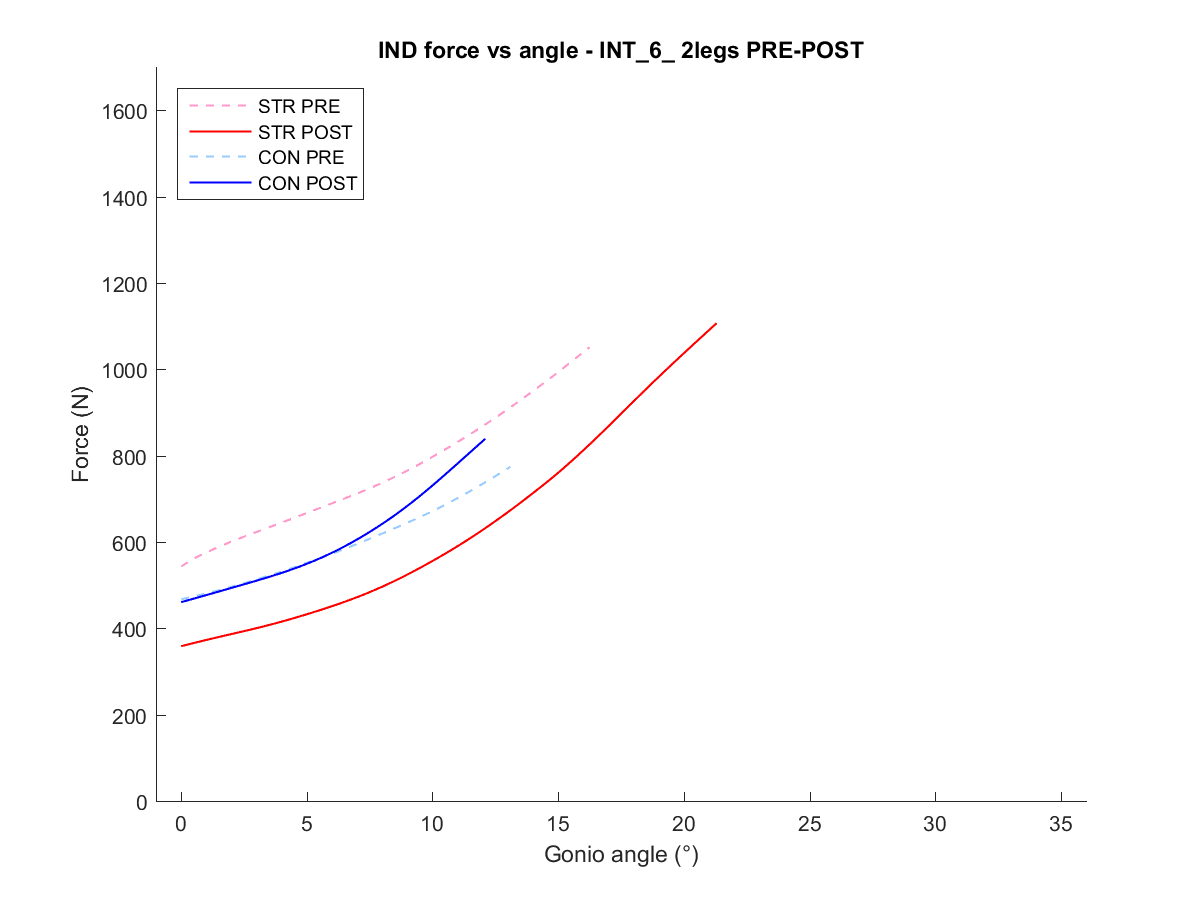 IND force vs angle - INT_6_ 2legs PRE-POST
STR PRE
STR POST
CON PRE
CON POST
1600
1400
1200
1000
800
600
400
200
0
Force (N)
0 5 10 15 20 25 30 35
Gonio angle (°)